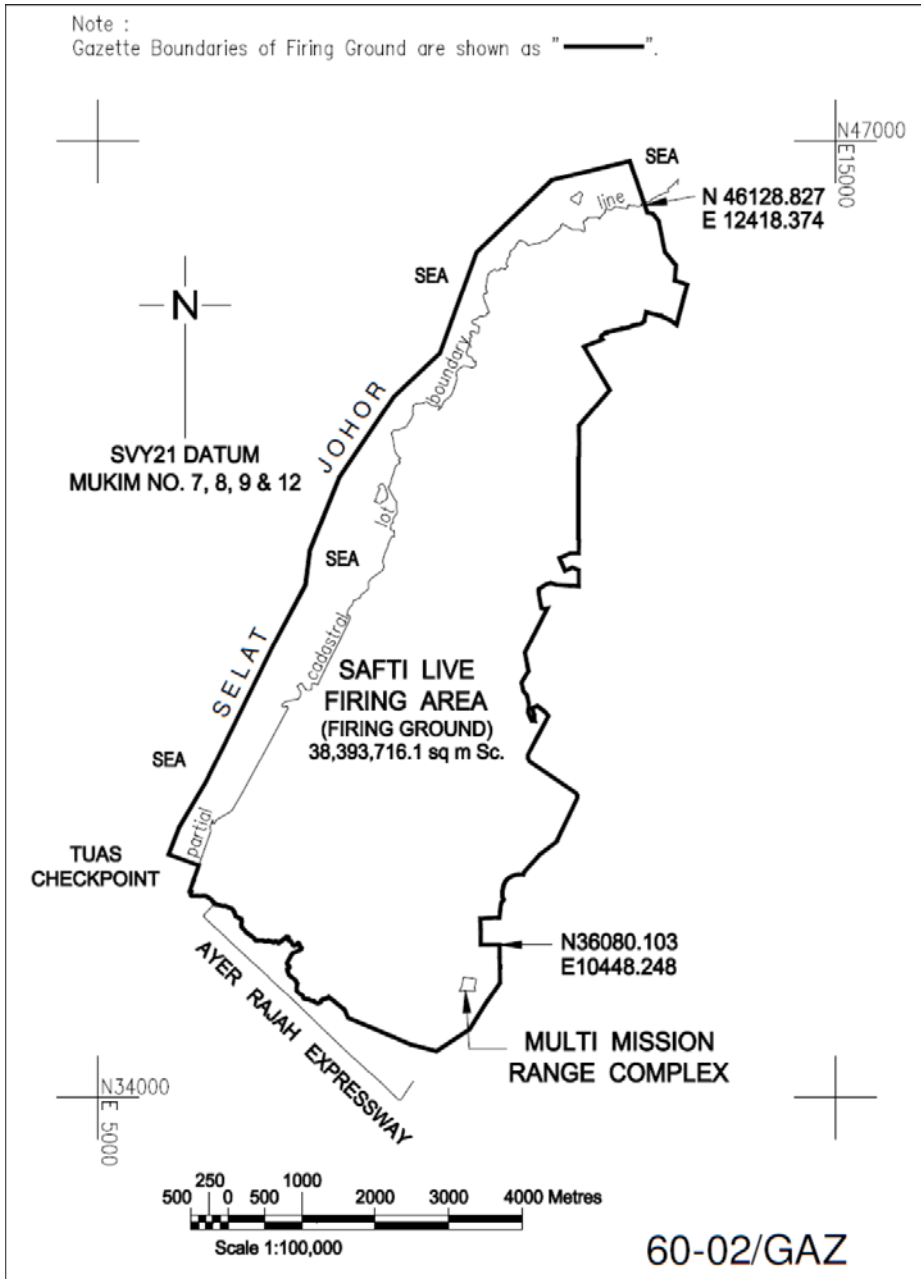 Note :
Gazette Boundaries of Firing Ground are shown as " ".
N47000
E15000
SEA
line
N 46128.827
E 12418.374
SEA
N
boundary
JOHOR
SVY21 DATUM
MUKIM NO. 7, 8, 9 & 12
lot
SEA
cadastral
SELAT
SAFTI LIVE
FIRING AREA
(FIRING GROUND)
38,393,716.1 sq m Sc.
SEA
partial
TUAS
CHECKPOINT
N36080.103
E10448.248
AYER RAJAH EXPRESSWAY
MULTI MISSION
RANGE COMPLEX
N34000
E 5000
500 250 0 500 1000 2000 3000 4000 Metres
Scale 1:100,000
60-02/GAZ